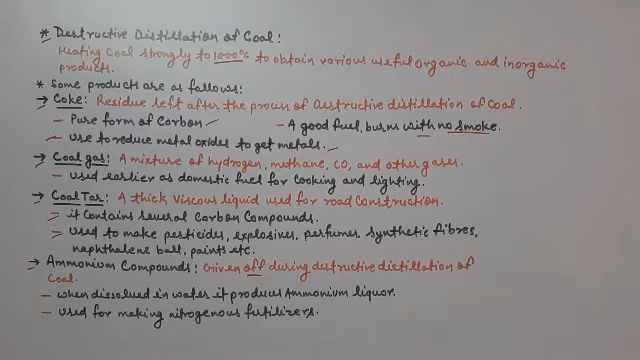 * Destructive Distillation of Coal:
Heating Coal strongly to 1000°C to obtain various useful organic and inorganic
products.
* Some products are as follows:
→ Coke: Residue left after the process of Destructive distillation of Coal.
– Pure form of Carbon – A good fuel, burns with no smoke.
– use to reduce metal oxides to get metals.
→ Coal gas: A mixture of hydrogen, methane, CO, and other gases.
– used earlier as domestic fuel for cooking and lighting.
→ Coal Tar: A thick viscous liquid used for road construction.
– it contains several Carbon Compounds.
– used to make pesticides, explosives, perfumes, synthetic fibres,
naphthalene ball, paints etc.
→ Ammonium Compounds: Given off during destructive distillation of
Coal.
– when dissolved in water it produces Ammonium liquor.
– used for making nitrogenous fertilizers.